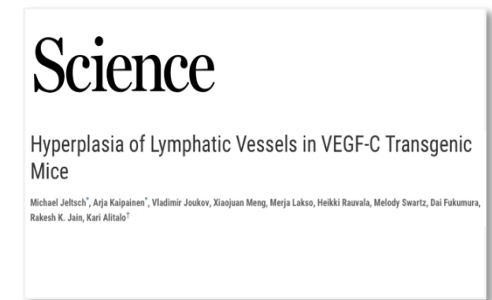 Science
Hyperplasia of Lymphatic Vessels in VEGF-C Transgenic
Mice
Michael Jeltsch*, Arja Kaipainen*, Vladimir Joukov, Xiaojuan Meng, Merja Lakso, Heikki Rauvala, Melody Swartz, Dai Fukumura,
Rakesh K. Jain, Kari Alitalo†